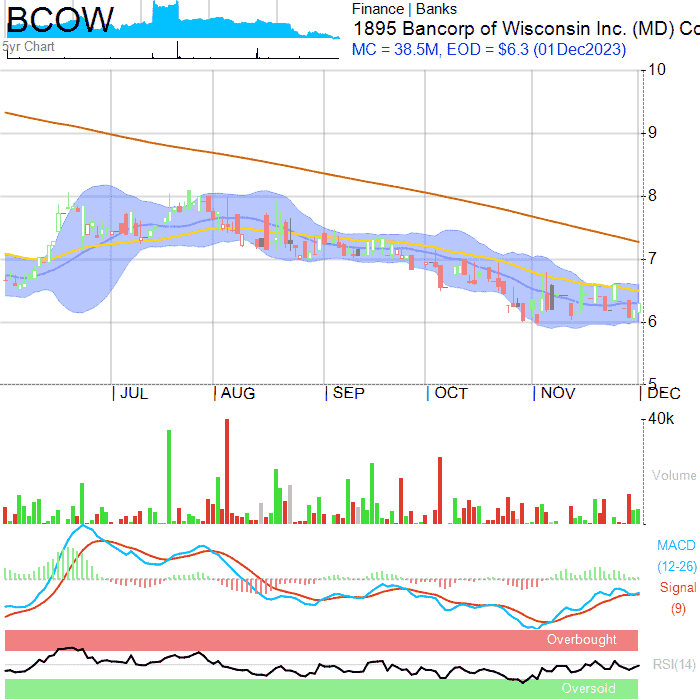 BCOW
Finance | Banks
1895 Bancorp of Wisconsin Inc. (MD) Co
5yr Chart
MC = 38.5M, EOD = $6.3 (01Dec2023)
10
9
8
7
6
5
| JUL | AUG | SEP | OCT | NOV | DEC
40k
Volume
MACD
(12-26)
Signal
(9)
Overbought
RSI(14)
Oversold